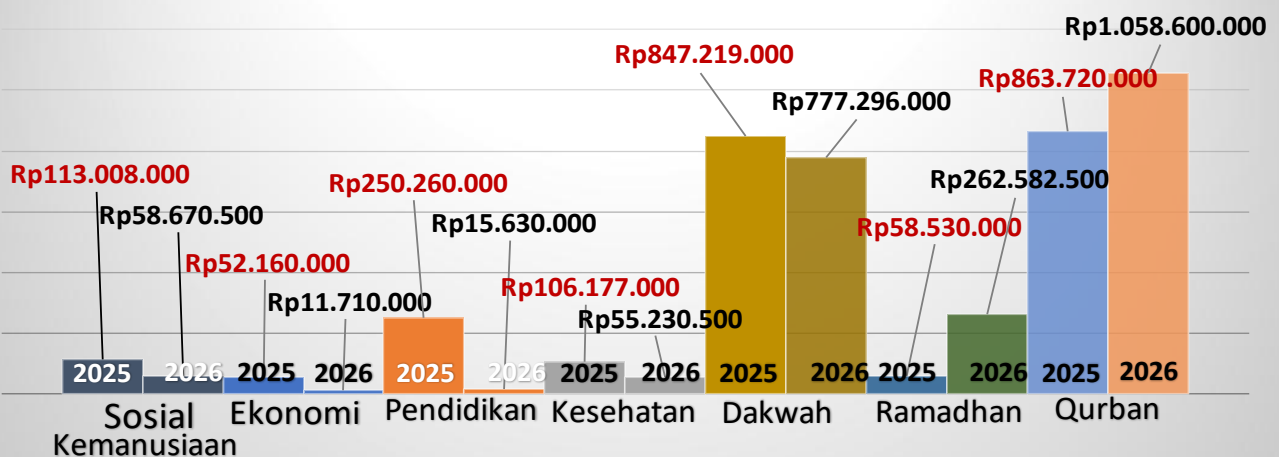 Rp1.058.600.000
Rp847.219.000
Rp863.720.000
Rp777.296.000
Rp113.008.000
Rp250.260.000
Rp262.582.500
Rp58.670.500
Rp15.630.000
Rp58.530.000
Rp52.160.000
Rp106.177.000
Rp11.710.000
Rp55.230.500
2025 2026 2025 2026 2025 2026 2025 2026 2025 2026 2025 2026 2025 2026
Sosial Kemanusiaan
Ekonomi
Pendidikan
Kesehatan
Dakwah
Ramadhan
Qurban